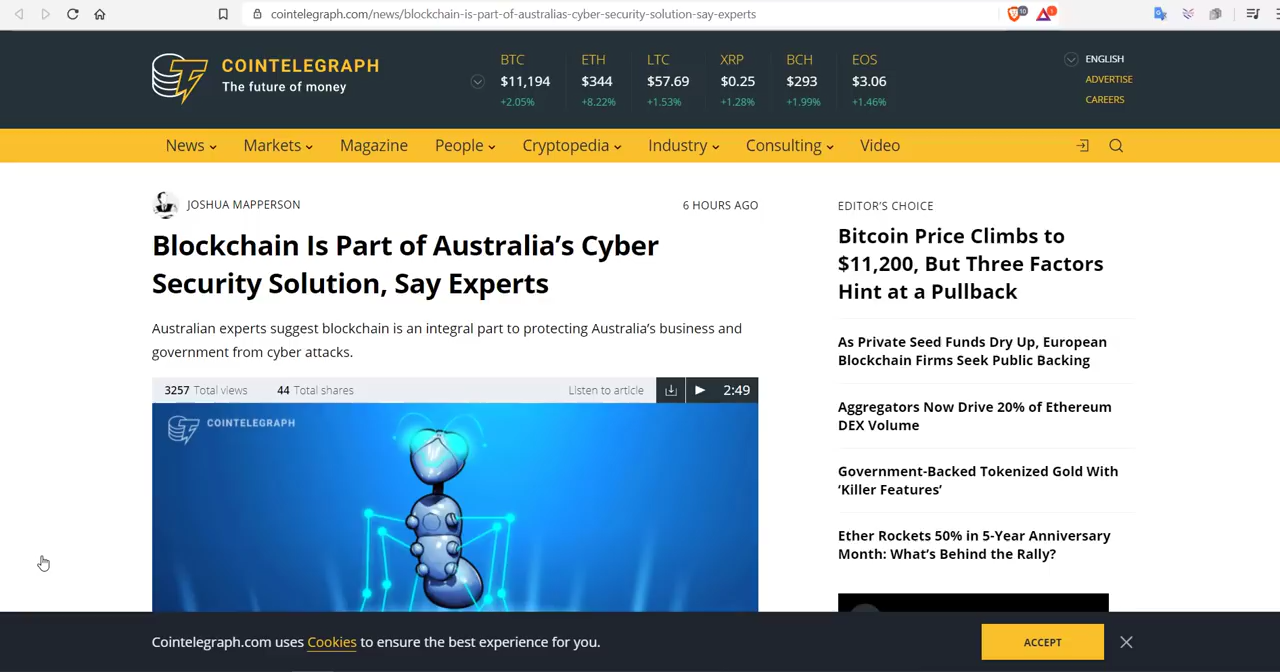 cointelegraph.com/news/blockchain-is-part-of-australias-cyber-security-solution-say-experts
10
1
COINTELEGRAPH
The future of money
BTC
$11,194
+2.05%
ETH
$344
+8.22%
LTC
$57.69
+1.53%
XRP
$0.25
+1.28%
BCH
$293
+1.99%
EOS
$3.06
+1.46%
ENGLISH
ADVERTISE
CAREERS
News
Markets
Magazine
People
Cryptopedia
Industry
Consulting
Video
JOSHUA MAPPERSON
6 HOURS AGO
Blockchain Is Part of Australia’s Cyber
Security Solution, Say Experts
Australian experts suggest blockchain is an integral part to protecting Australia’s business and
government from cyber attacks.
3257 Total views
44 Total shares
Listen to article
2:49
COINTELEGRAPH
EDITOR’S CHOICE
Bitcoin Price Climbs to
$11,200, But Three Factors
Hint at a Pullback
As Private Seed Funds Dry Up, European
Blockchain Firms Seek Public Backing
Aggregators Now Drive 20% of Ethereum
DEX Volume
Government-Backed Tokenized Gold With
‘Killer Features’
Ether Rockets 50% in 5-Year Anniversary
Month: What’s Behind the Rally?
Cointelegraph.com uses Cookies to ensure the best experience for you.
ACCEPT